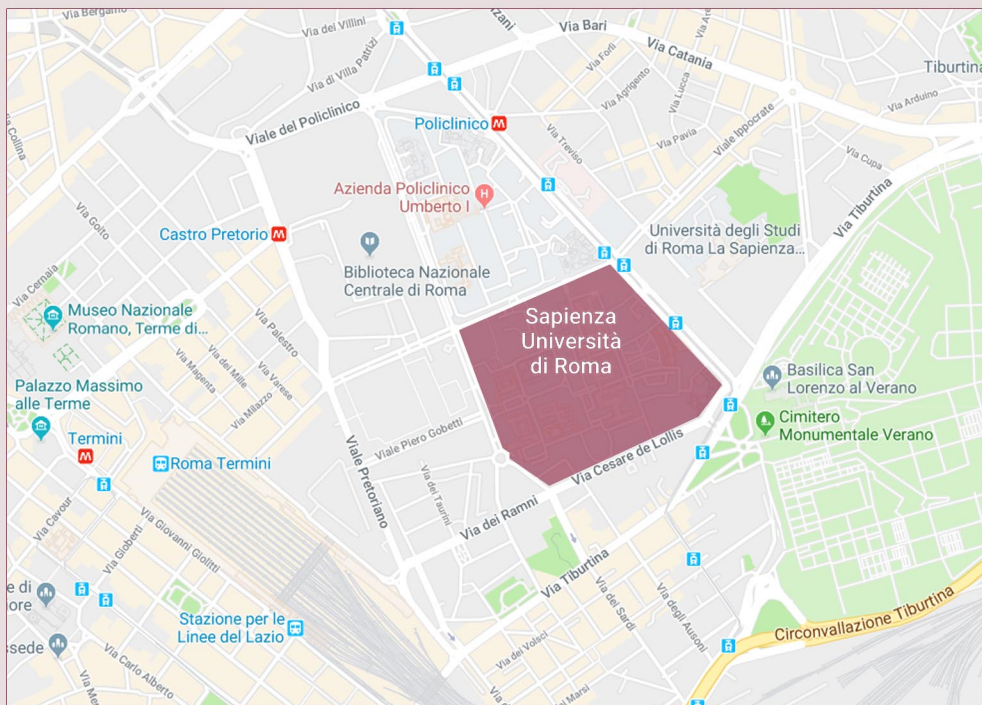 Via Bergamo
Via dei Villini
Via Bari
Via Catania
Via Forlì
Via di Villa Patrizi
Via Agrigento
Via Lucca
Tiburtina
Via Arduino
Viale del Policlinico
Policlinico
Via Treviso
Via Pavia
Viale Ippocrate
Via Cupa
Via Collina
Azienda Policlinico
Umberto I
Via Goito
Castro Pretorio
Università degli Studi
di Roma La Sapienza...
Via Tiburtina
Biblioteca Nazionale
Centrale di Roma
Via Cernaia
Museo Nazionale
Romano, Terme di...
Via Palestro
Sapienza
Università
di Roma
Via dei Mille
Via Magenta
Via Varese
Via Milazzo
Palazzo Massimo
alle Terme
Basilica San
Lorenzo al Verano
Cimitero
Monumentale Verano
Termini
Roma Termini
Viale Piero Gobetti
Via Cesare de Lollis
Viale Pretoriano
Via dei Taurini
Via dei Ramni
Via Cavour
Via Gioberti
Via Giovanni Giolitti
Via Tiburtina
e di
ore
Via dei Sardi
Via degli Ausoni
Circonvallazione Tiburtina
Stazione per le
Linee del Lazio
ssede
Via dei Volsci
Via Carlo Alberto
Marsi